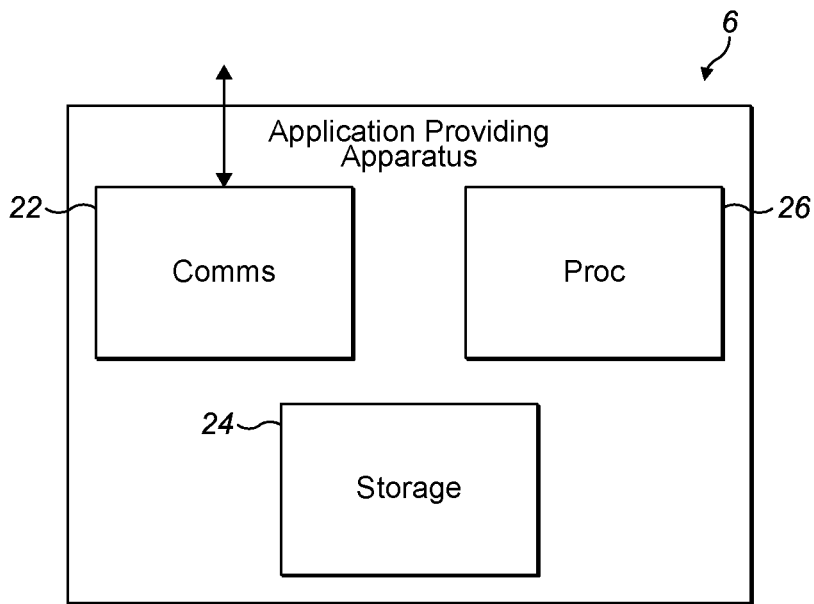 6
Application Providing
Apparatus
22
Comms
26
Proc
24
Storage